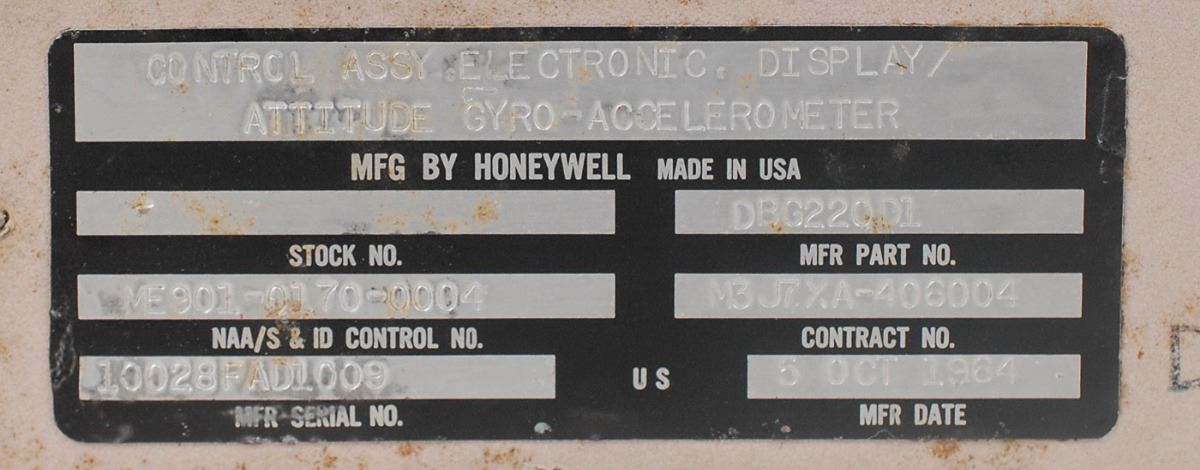 CONTROL ASSY.ELECTRONIC. DISPLAY/
ATTITUDE GYRO-ACCELEROMETER
MFG BY HONEYWELL MADE IN USA
DBG220D1
STOCK NO. MFR PART NO.
ME901-0170-0004 M3J7XA-406004
NAA/S & ID CONTROL NO. CONTRACT NO.
10028FAD1009 US 5 OCT 1964
MFR SERIAL NO. MFR DATE